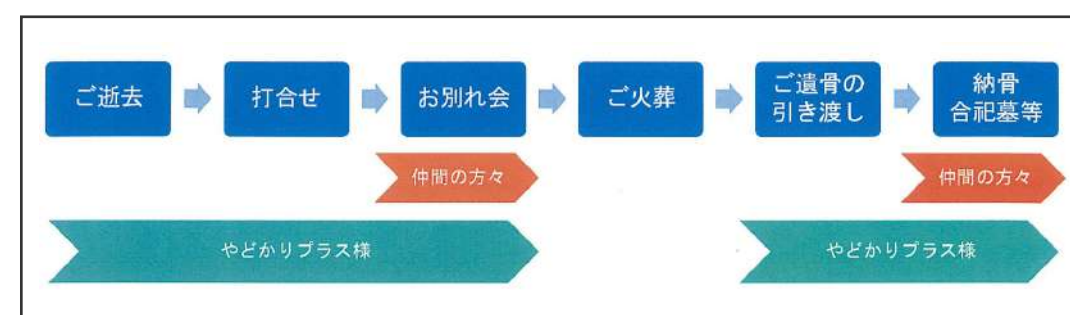 ご逝去
打合せ
お別れ会
ご火葬
ご遺骨の
引き渡し
納骨
合祀墓等
仲間の方々
仲間の方々
やどかりプラス様
やどかりプラス様